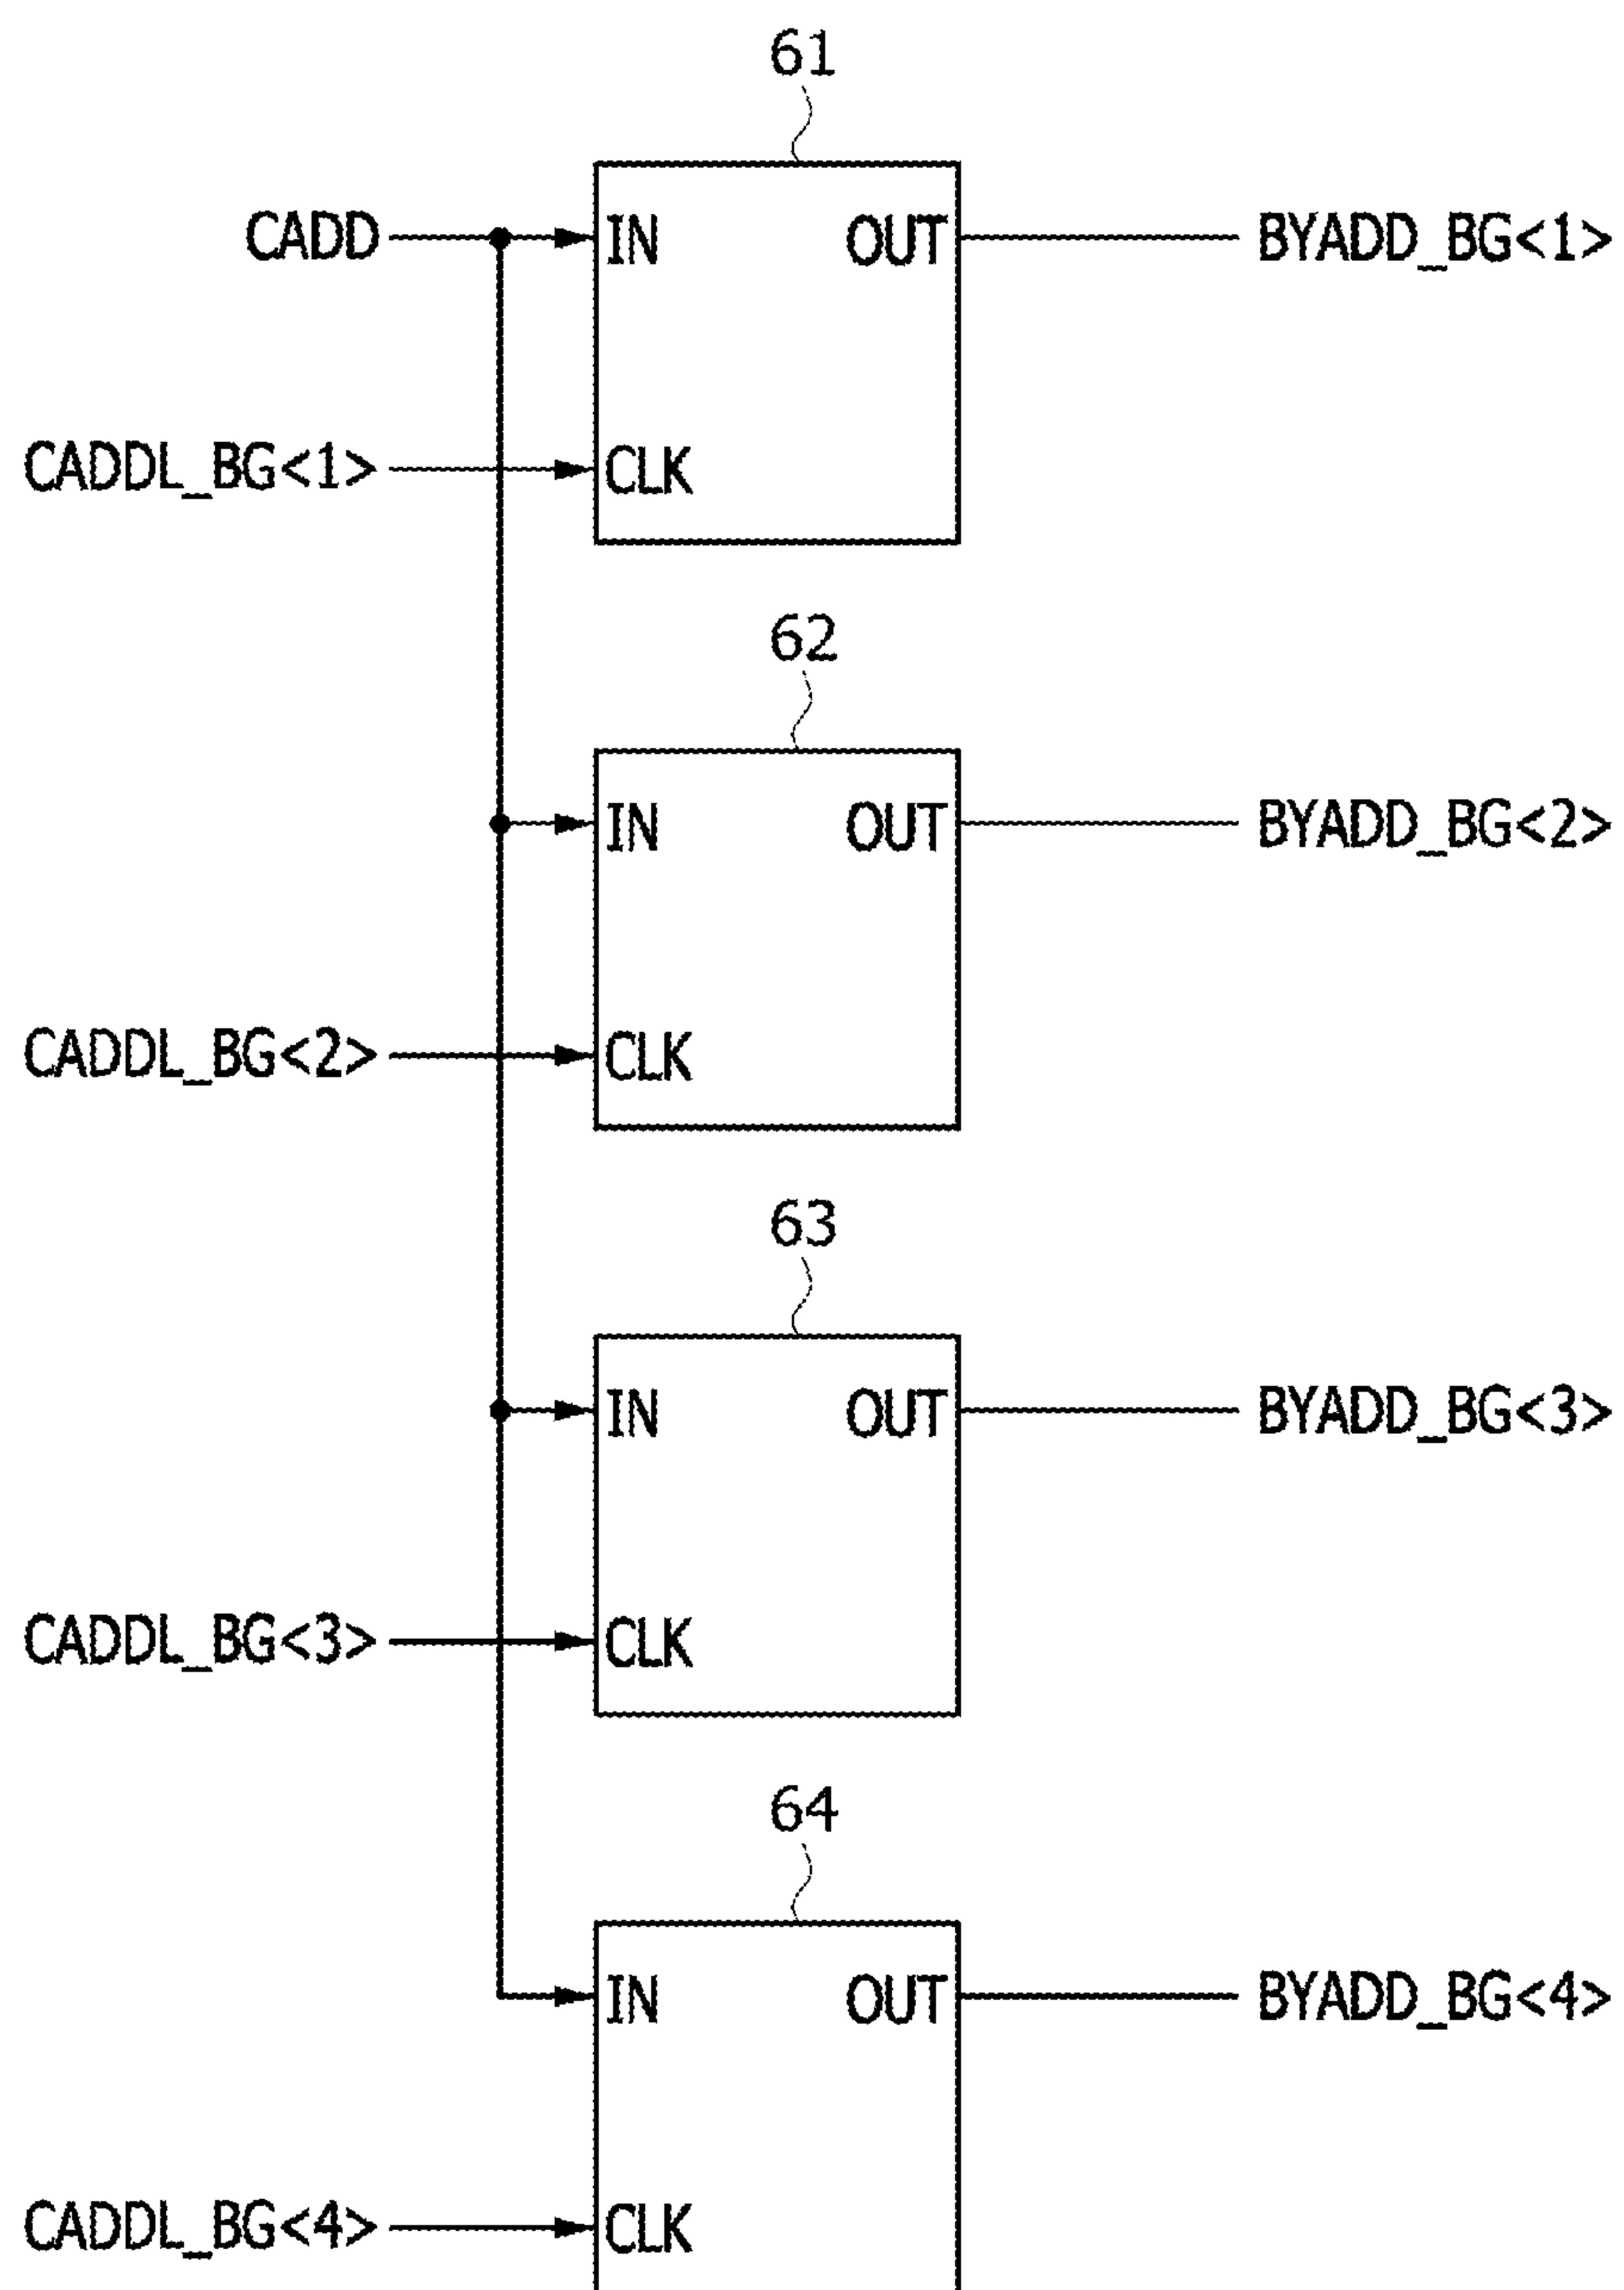 61
CADD IN OUT BYADD_BG<1>
CADDL_BG<1> CLK
62
IN OUT BYADD_BG<2>
CADDL_BG<2> CLK
63
IN OUT BYADD_BG<3>
CADDL_BG<3> CLK
64
IN OUT BYADD_BG<4>
CADDL_BG<4> CLK